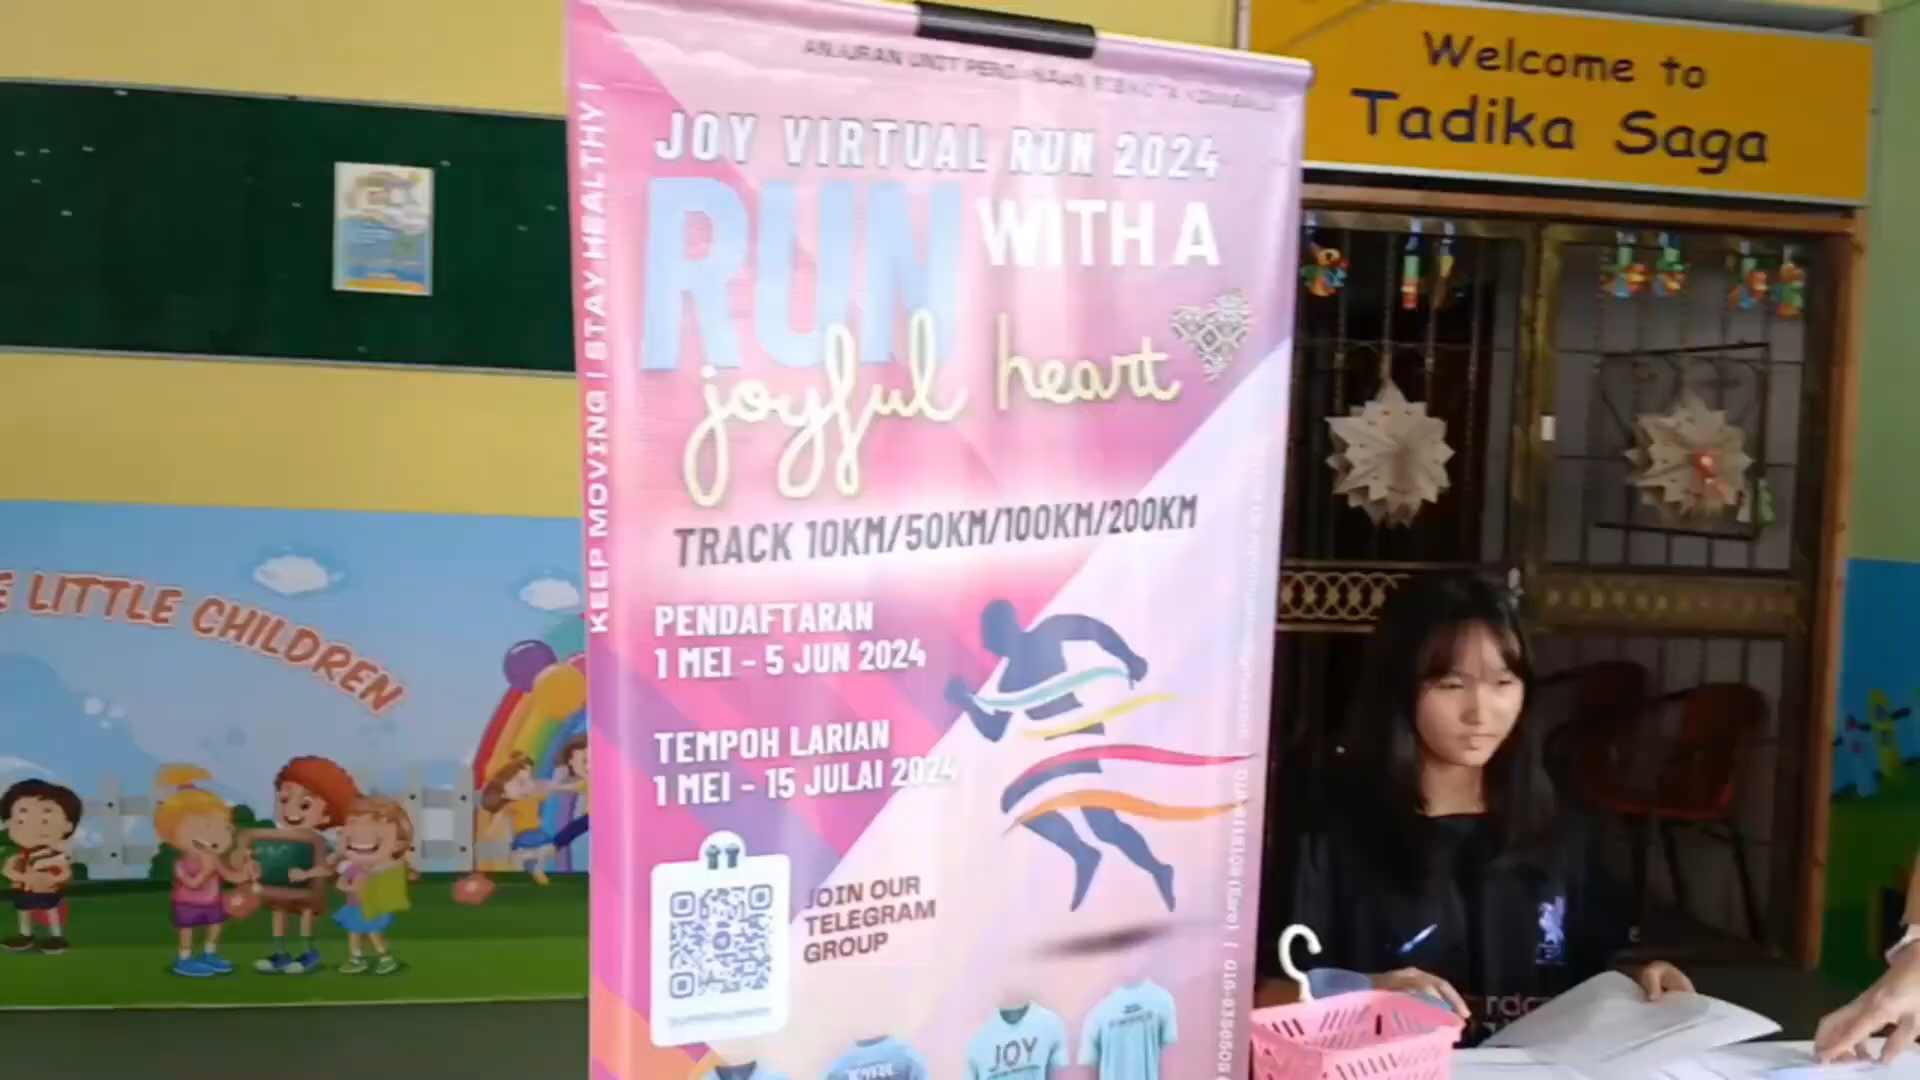 ANJURAN UNIT
JOY VIRTUAL RUN 2024
RUN WITH A
joyful heart
TRACK 10KM/50KM/100KM/200KM
PENDAFTARAN
1 MEI - 5 JUN 2024
TEMPOH LARIAN
1 MEI - 15 JULAI 2024
JOIN OUR
TELEGRAM
GROUP
JOY
KEEP MOVING | STAY HEALTHY |
Welcome to
Tadika Saga
LITTLE CHILDREN